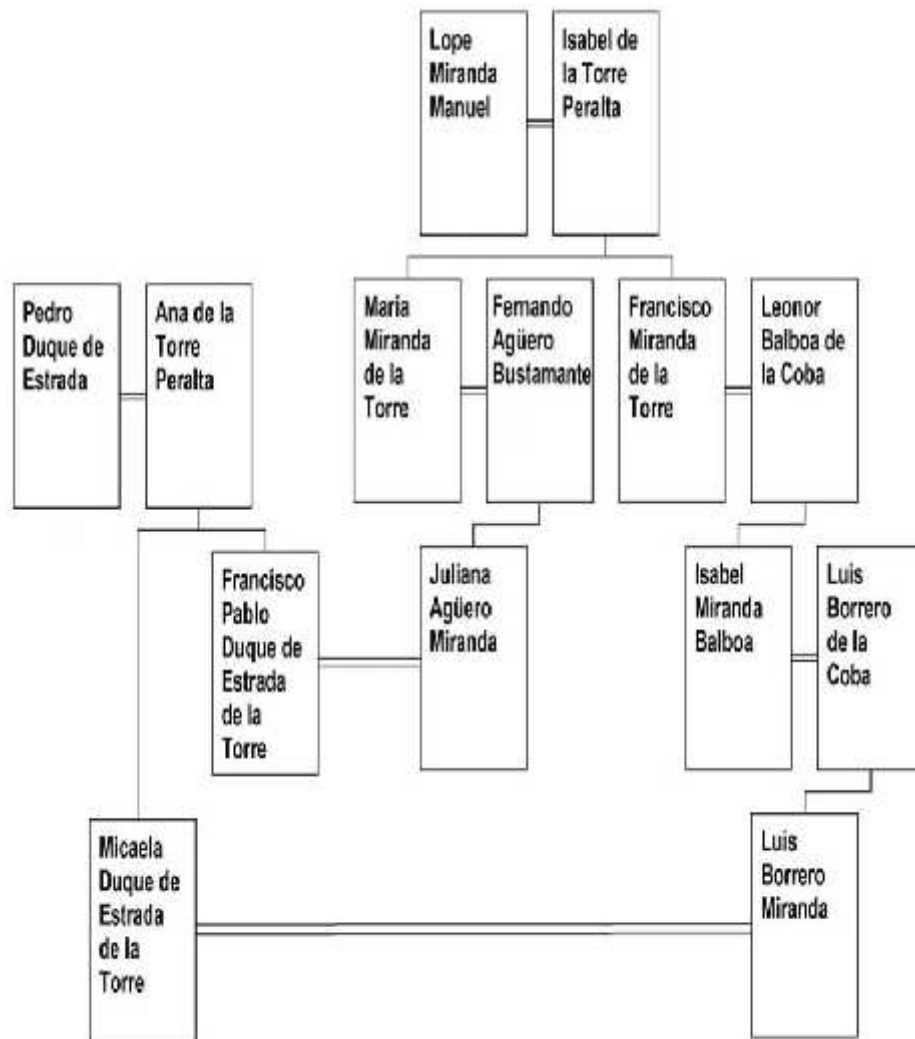 Lope
Miranda
Manuel
Isabel de
la Torre
Peralta
Pedro
Duque de
Estrada
Ana de la
Torre
Peralta
Maria
Miranda
de la
Torre
Fernando
Agüero
Bustamante
Francisco
Miranda
de la
Torre
Leonor
Balboa de
la Coba
Francisco
Pablo
Duque de
Estrada
de la
Torre
Juliana
Agüero
Miranda
Isabel
Miranda
Balboa
Luis
Borrero
de la
Coba
Micaela
Duque de
Estrada
de la
Torre
Luis
Borrero
Miranda